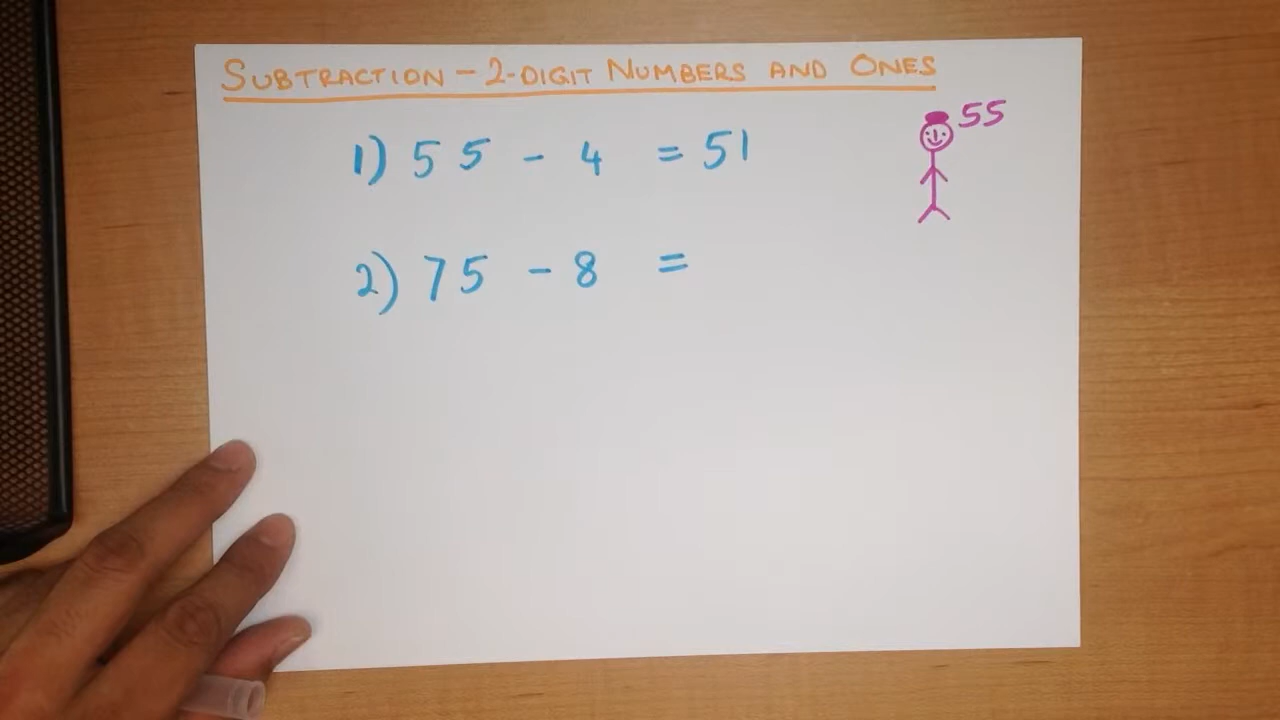 SUBTRACTION - 2-DIGIT NUMBERS AND ONES
55
1) 55 - 4 = 51
2) 75 - 8 =